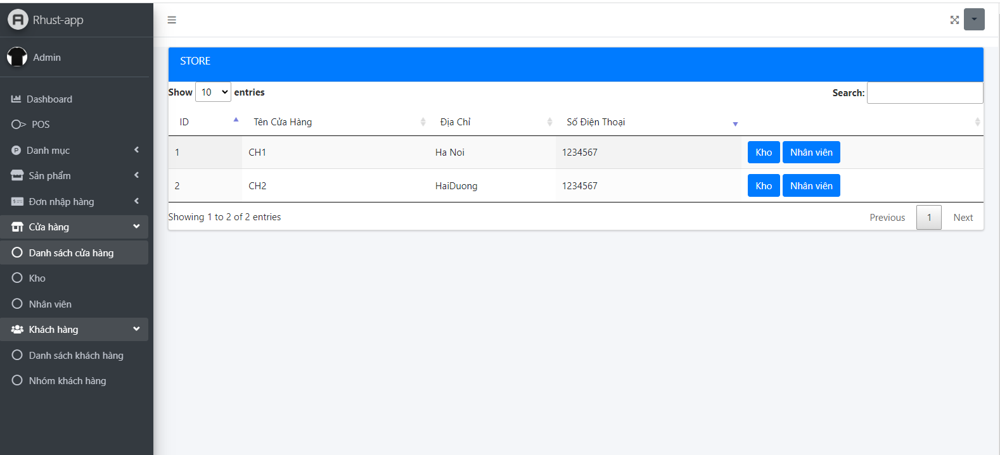 Rhust-app
Admin
Dashboard
POS
Danh mục
Sản phẩm
Đơn nhập hàng
Cửa hàng
Danh sách cửa hàng
Kho
Nhân viên
Khách hàng
Danh sách khách hàng
Nhóm khách hàng
STORE
Show 10 entries
Search:
ID Tên Cửa Hàng Địa Chỉ Số Điện Thoại
1 CH1 Ha Noi 1234567 Kho Nhân viên
2 CH2 HaiDuong 1234567 Kho Nhân viên
Showing 1 to 2 of 2 entries
Previous 1 Next